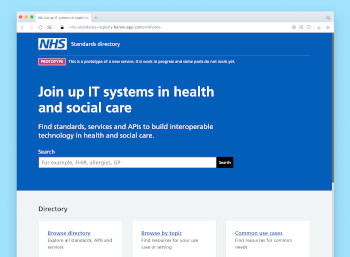 NHS Standards directory
PROTOTYPE This is a prototype of a new service. It is work in progress and some parts do not work yet.
Join up IT systems in health
and social care
Find standards, services and APIs to build interoperable
technology in health and social care.
Search
For example, FHIR, allergies, GP
Search
Directory
Browse directory
Explore all standards, APIs and
services
Browse by topic
Find resources for your use
case or setting
Common use cases
Find resources for common
needs